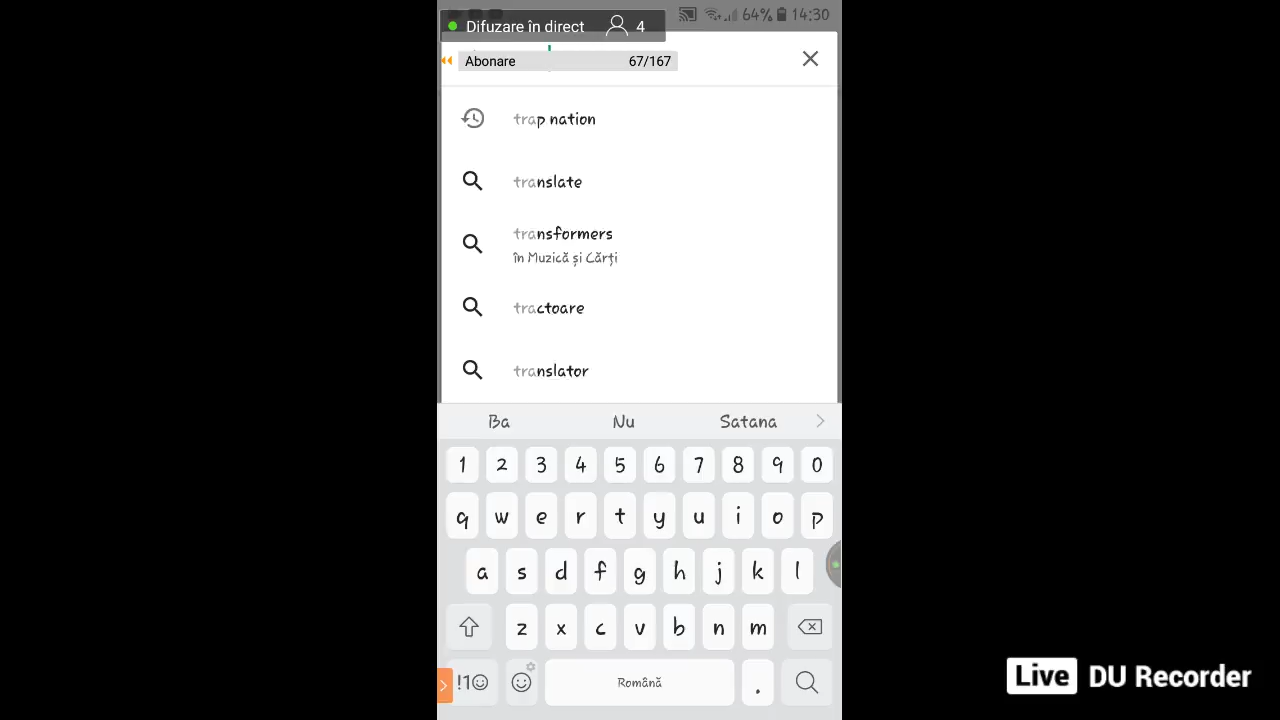 Difuzare în direct 4
64% 14:30
Abonare 67/167
trap nation
translate
transformers
în Muzică și Cărți
tractoare
translator
Ba Nu Satana
1 2 3 4 5 6 7 8 9 0
q w e r t y u i o p
a s d f g h j k l
z x c v b n m
!1☺ Română .
Live DU Recorder